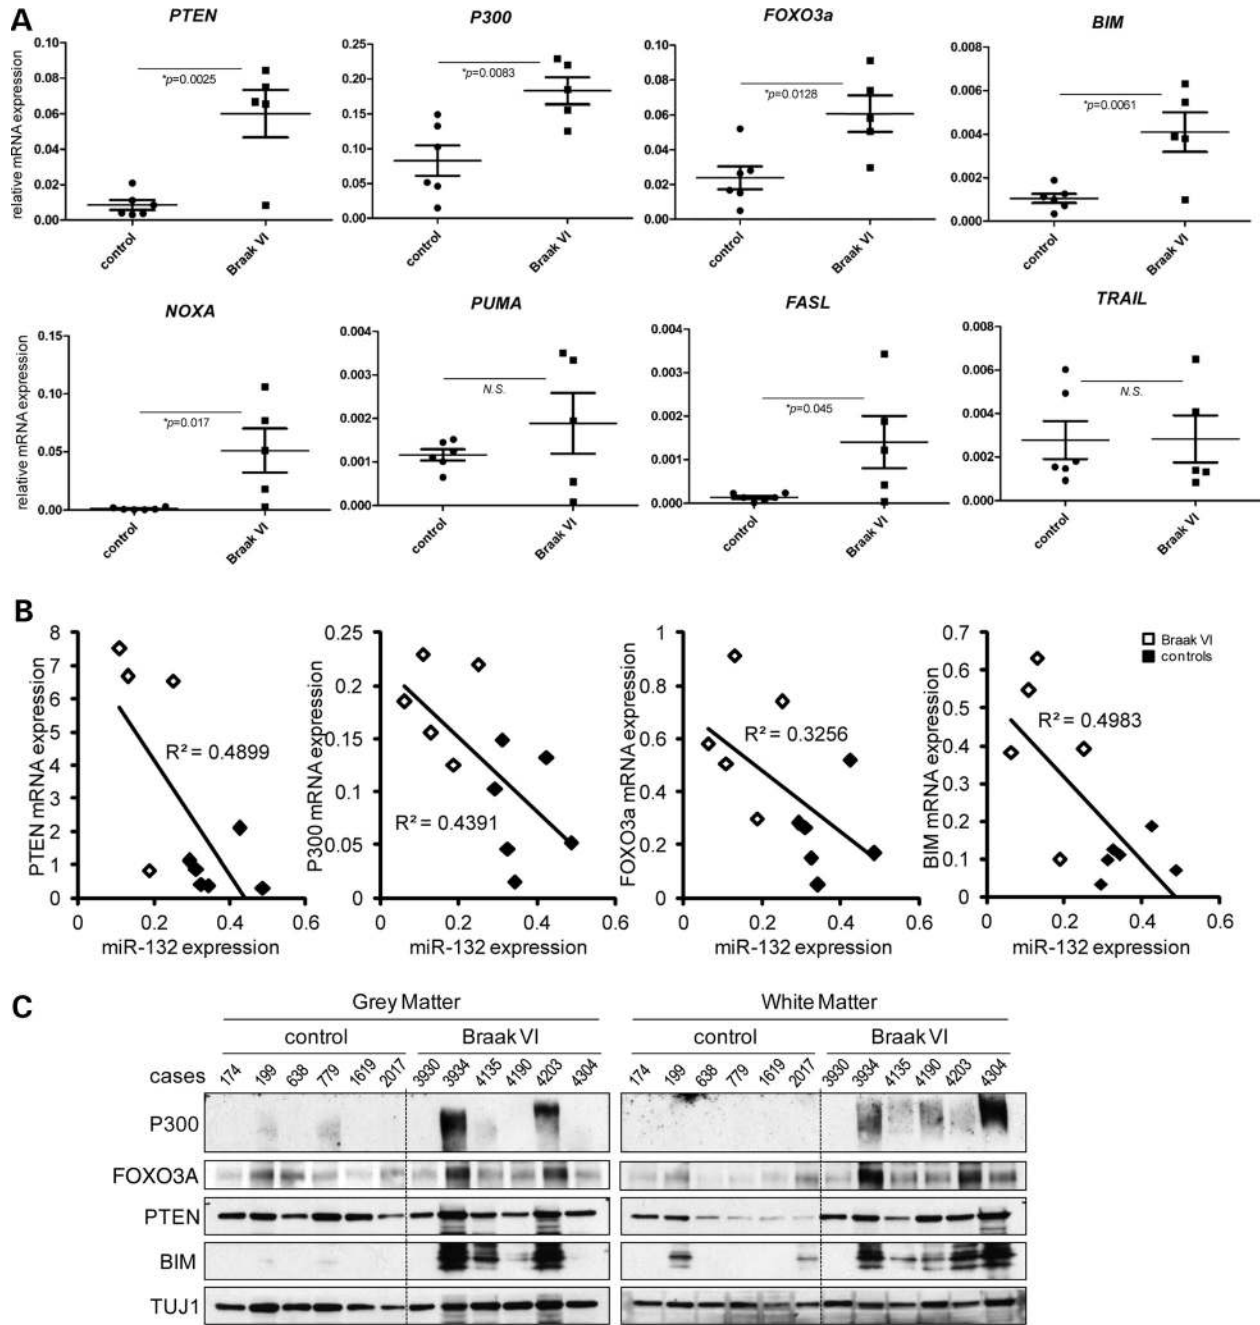 A
PTEN
P300
FOXO3a
BIM
relative mRNA expression
0.10
0.08
0.06
0.04
0.02
0.00
*p=0.0025
control
Braak VI
0.25
0.20
0.15
0.10
0.05
0.00
*p=0.0083
control
Braak VI
0.10
0.08
0.06
0.04
0.02
0.00
*p=0.0128
control
Braak VI
0.008
0.006
0.004
0.002
0.000
*p=0.0061
control
Braak VI
NOXA
PUMA
FASL
TRAIL
relative mRNA expression
0.15
0.10
0.05
0.00
*p=0.017
control
Braak VI
0.004
0.003
0.002
0.001
0.000
N.S.
control
Braak VI
0.004
0.003
0.002
0.001
0.000
*p=0.045
control
Braak VI
0.008
0.006
0.004
0.002
0.000
N.S.
control
Braak VI
B
PTEN mRNA expression
8
7
6
5
4
3
2
1
0
R² = 0.4899
0 0.2 0.4 0.6
miR-132 expression
P300 mRNA expression
0.25
0.2
0.15
0.1
0.05
0
R² = 0.4391
0 0.2 0.4 0.6
miR-132 expression
FOXO3a mRNA expression
1
0.8
0.6
0.4
0.2
0
R² = 0.3256
0 0.2 0.4 0.6
miR-132 expression
BIM mRNA expression
0.7
0.6
0.5
0.4
0.3
0.2
0.1
0
R² = 0.4983
0 0.2 0.4 0.6
miR-132 expression
Braak VI
controls
C
Grey Matter
White Matter
control Braak VI control Braak VI
cases 174 199 638 779 1619 2017 3930 3934 4135 4190 4203 4304 174 199 638 779 1619 2017 3930 3934 4135 4190 4203 4304
P300
FOXO3A
PTEN
BIM
TUJ1